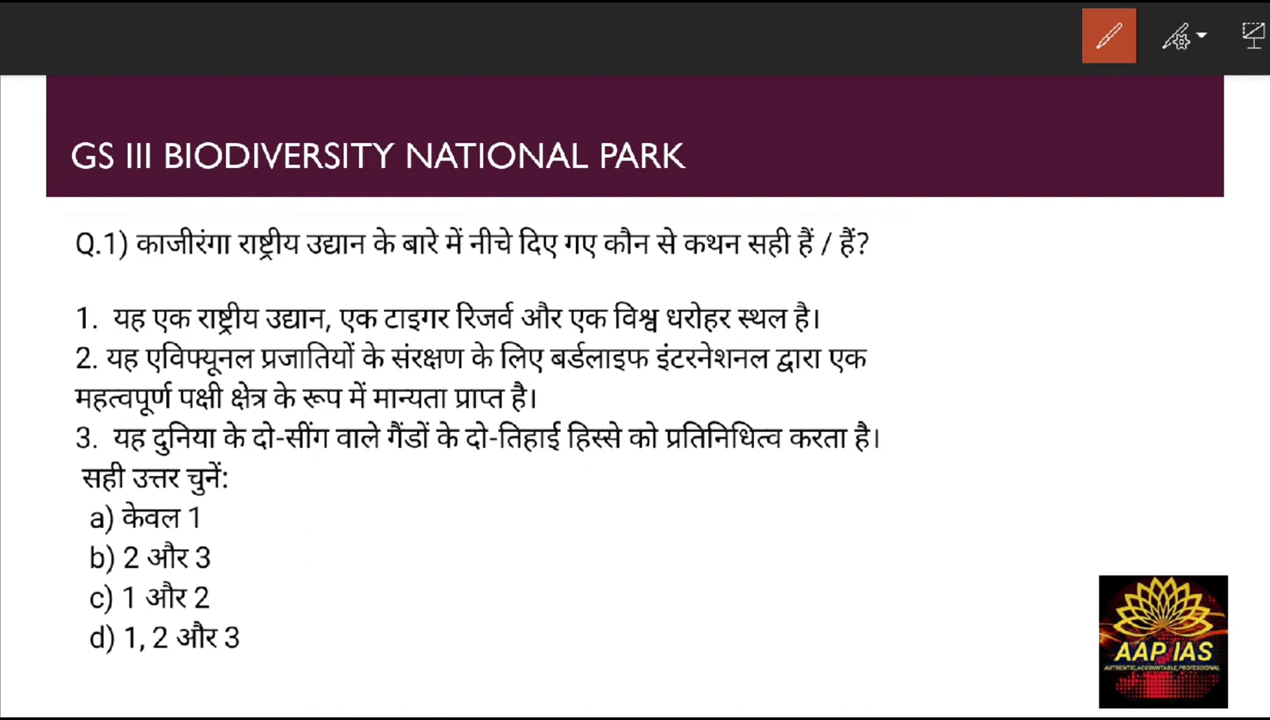 GS III BIODIVERSITY NATIONAL PARK
Q.1) काजीरंगा राष्ट्रीय उद्यान के बारे में नीचे दिए गए कौन से कथन सही हैं / हैं?
1. यह एक राष्ट्रीय उद्यान, एक टाइगर रिजर्व और एक विश्व धरोहर स्थल है।
2. यह एविफ्यूनल प्रजातियों के संरक्षण के लिए बर्डलाइफ इंटरनेशनल द्वारा एक
महत्वपूर्ण पक्षी क्षेत्र के रूप में मान्यता प्राप्त है।
3. यह दुनिया के दो-सींग वाले गैंडों के दो-तिहाई हिस्से को प्रतिनिधित्व करता है।
सही उत्तर चुनें:
a) केवल 1
b) 2 और 3
c) 1 और 2
d) 1, 2 और 3
AAP IAS
AUTHENTIC,ACCOUNTABLE,PROFESSIONAL